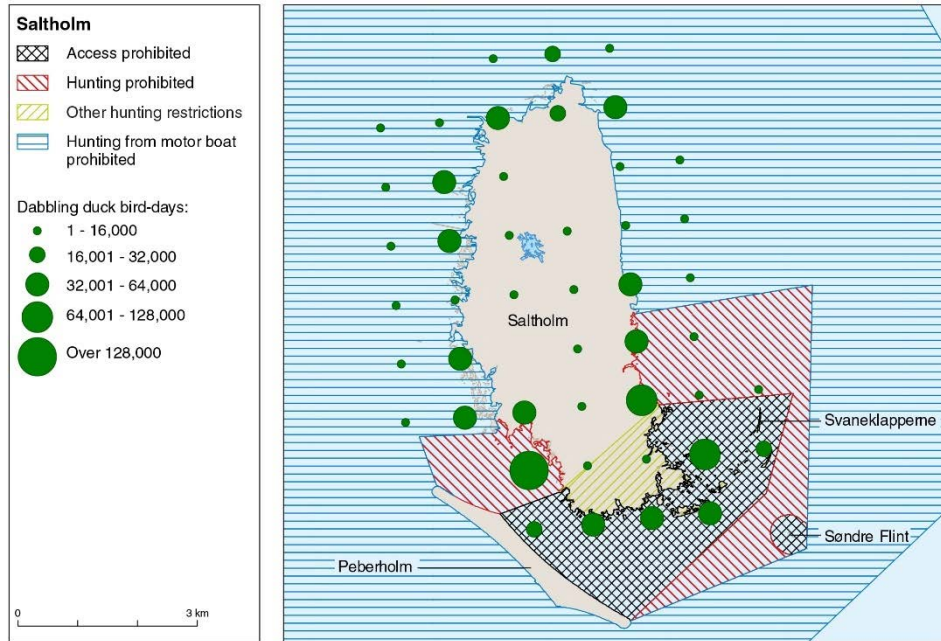 Saltholm
Access prohibited
Hunting prohibited
Other hunting restrictions
Hunting from motor boat
prohibited
Dabbling duck bird-days:
1 - 16,000
16,001 - 32,000
32,001 - 64,000
64,001 - 128,000
Over 128,000
0
3 km
Saltholm
Svaneklapperne
Søndre Flint
Peberholm